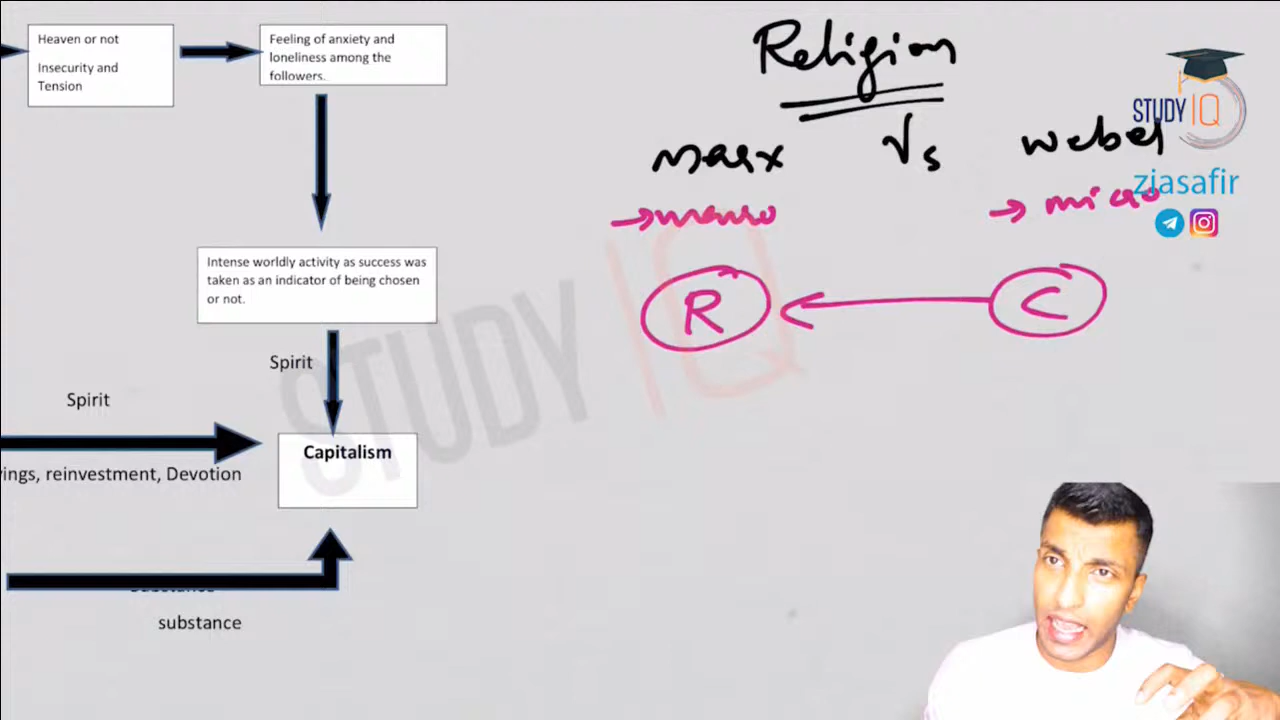 Heaven or not
Insecurity and
Tension
Feeling of anxiety and
loneliness among the
followers.
Intense worldly activity as success was
taken as an indicator of being chosen
or not.
Spirit
Spirit
Capitalism
vings, reinvestment, Devotion
substance
Religion
Marx Vs Weber
→ macro → micro
R ← C
STUDY IQ
ziasafir
STUDY IQ